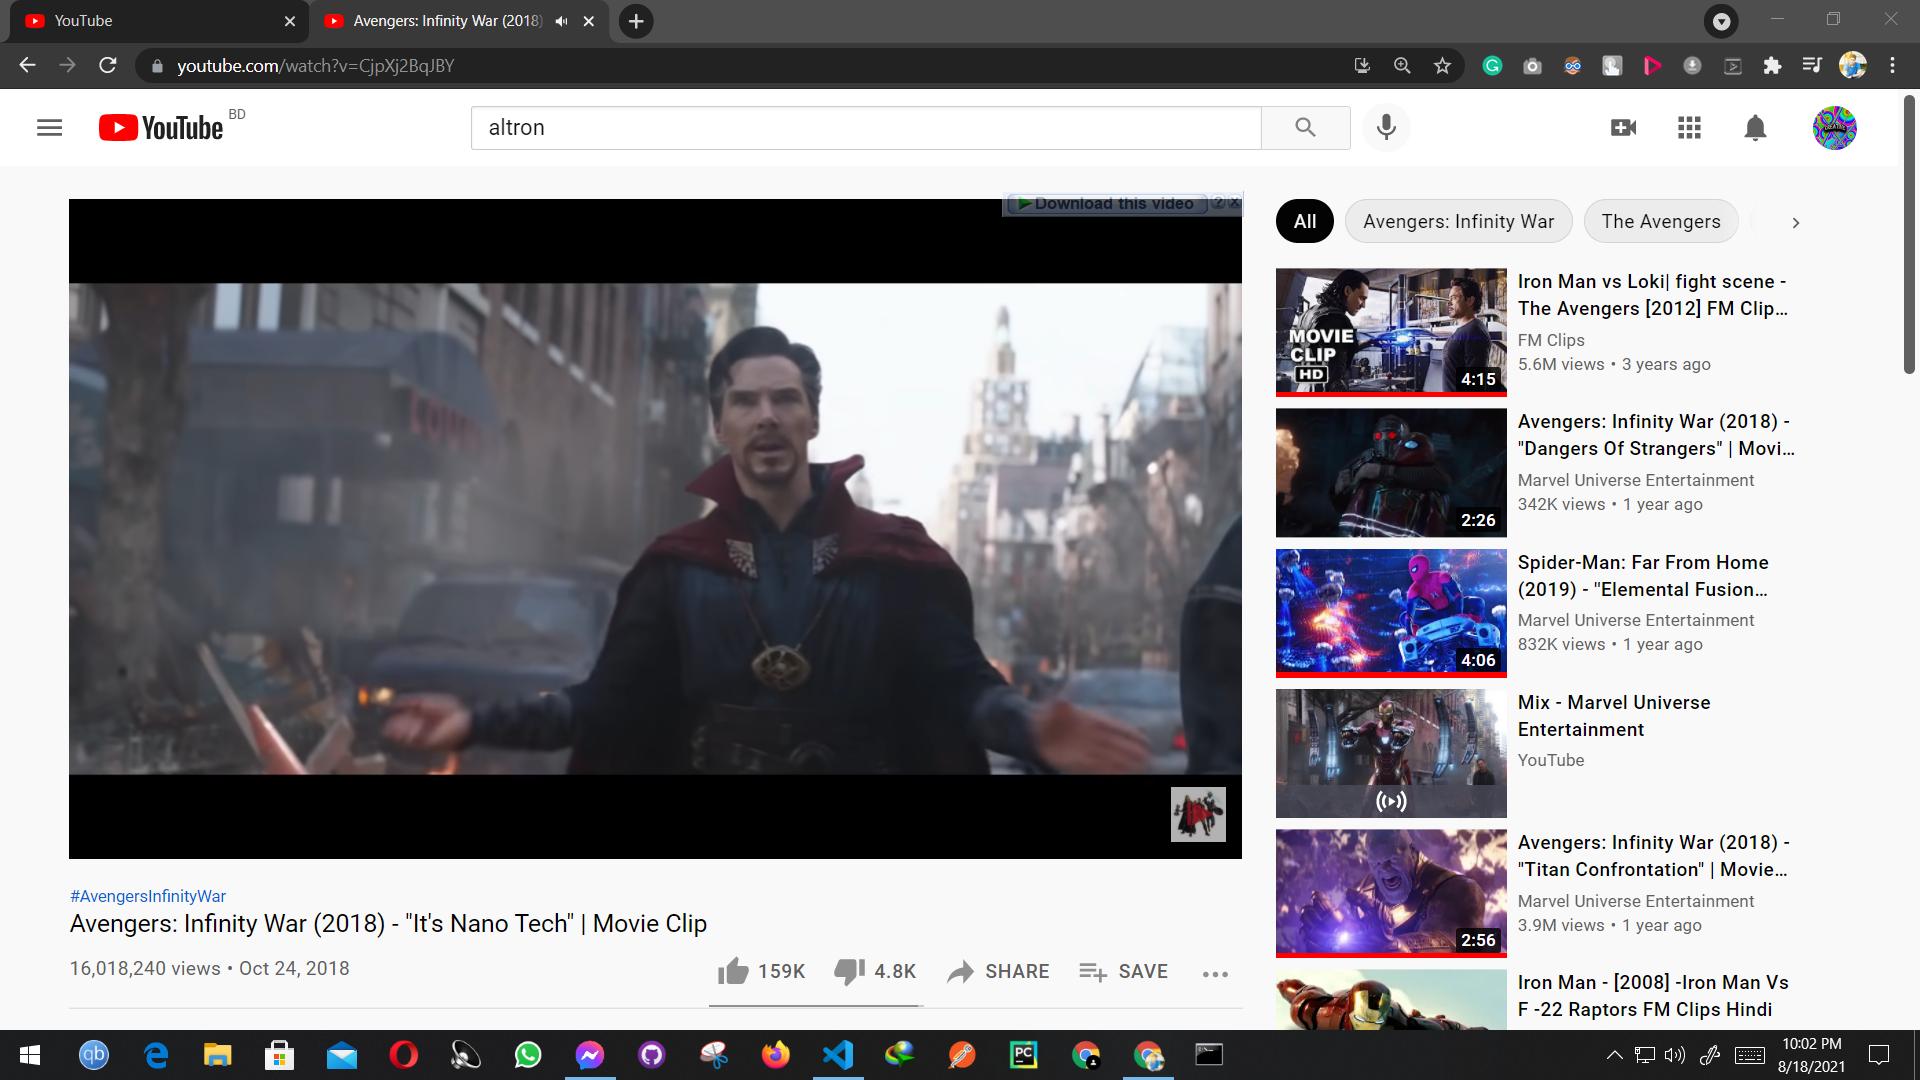 YouTube
Avengers: Infinity War (2018)
youtube.com/watch?v=CjpXj2BqJBY
YouTube BD
altron
Download this video
All
Avengers: Infinity War
The Avengers
MOVIE
CLIP
HD
4:15
Iron Man vs Loki| fight scene -
The Avengers [2012] FM Clip...
FM Clips
5.6M views • 3 years ago
2:26
Avengers: Infinity War (2018) -
"Dangers Of Strangers" | Movi...
Marvel Universe Entertainment
342K views • 1 year ago
4:06
Spider-Man: Far From Home
(2019) - "Elemental Fusion...
Marvel Universe Entertainment
832K views • 1 year ago
Mix - Marvel Universe
Entertainment
YouTube
2:56
Avengers: Infinity War (2018) -
"Titan Confrontation" | Movie...
Marvel Universe Entertainment
3.9M views • 1 year ago
Iron Man - [2008] -Iron Man Vs
F -22 Raptors FM Clips Hindi
#AvengersInfinityWar
Avengers: Infinity War (2018) - "It's Nano Tech" | Movie Clip
16,018,240 views • Oct 24, 2018
159K
4.8K
SHARE
SAVE
qb
PC
10:02 PM
8/18/2021